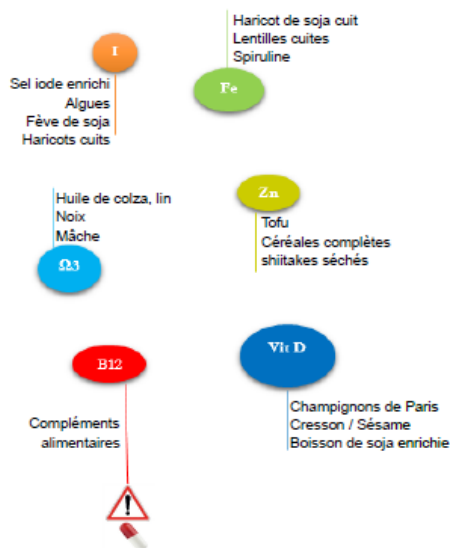 I
Sel iode enrichi
Algues
Fève de soja
Haricots cuits
Haricot de soja cuit
Lentilles cuites
Spiruline
Fe
Huile de colza, lin
Noix
Mâche
Ω3
Zn
Tofu
Céréales complètes
shiitakes séchés
B12
Compléments
alimentaires
!
Vit D
Champignons de Paris
Cresson / Sésame
Boisson de soja enrichie